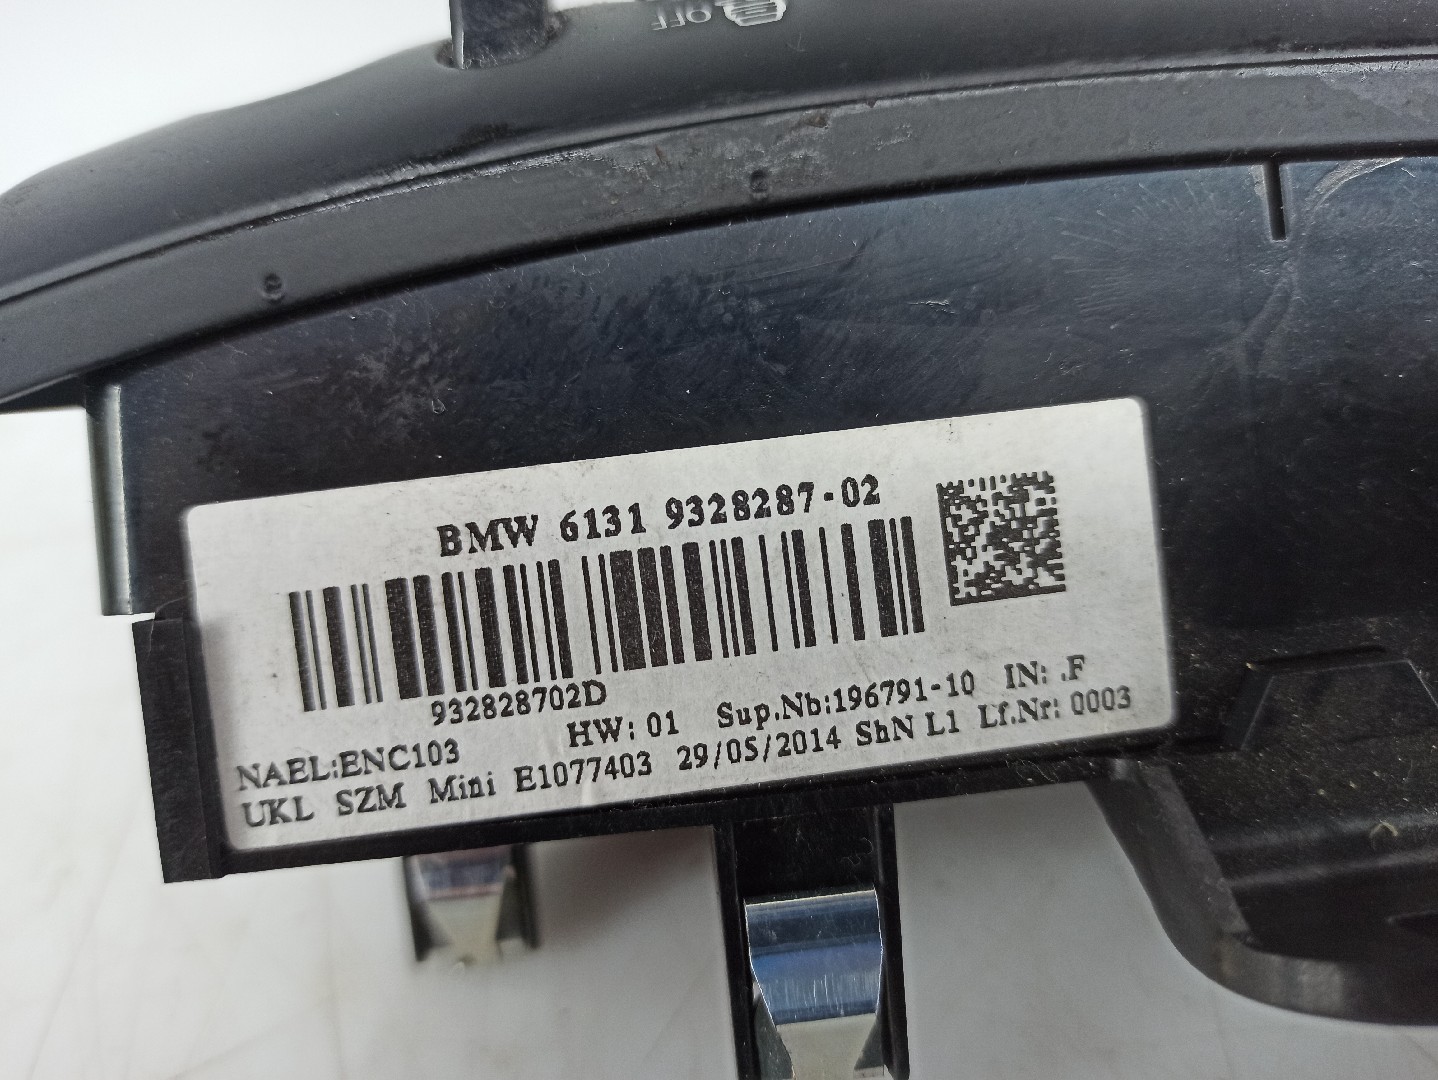 OFF
BMW 6131 9328287-02
932828702D
NAEL:ENC103 HW: 01 Sup.Nb:196791-10 IN: .F
UKL SZM Mini E1077403 29/05/2014 ShN L1 Lf.Nr: 0003